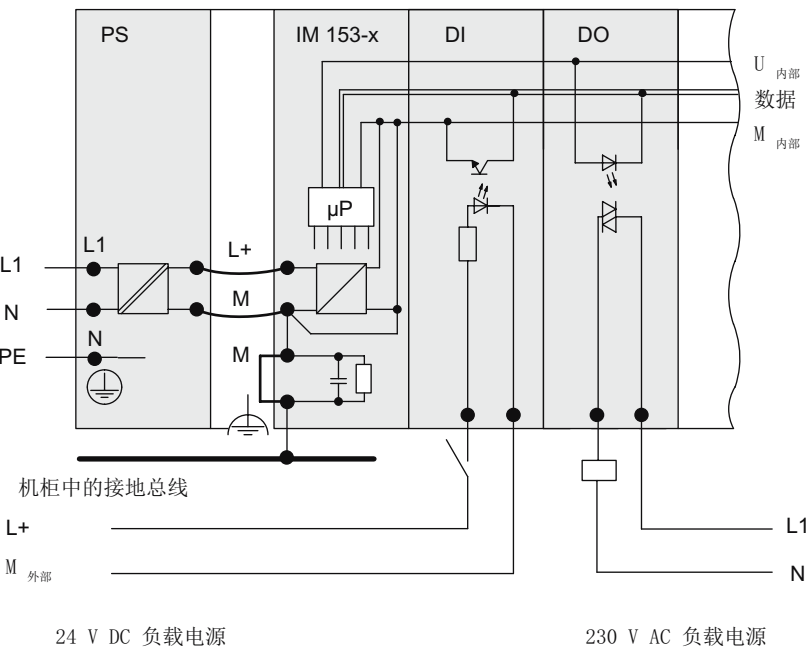 PS
IM 153-x
DI
DO
U 内部
数据
M 内部
μP
L1
L+
L1
N
M
N
PE
M
机柜中的接地总线
L+
L1
M 外部
N
24 V DC 负载电源
230 V AC 负载电源